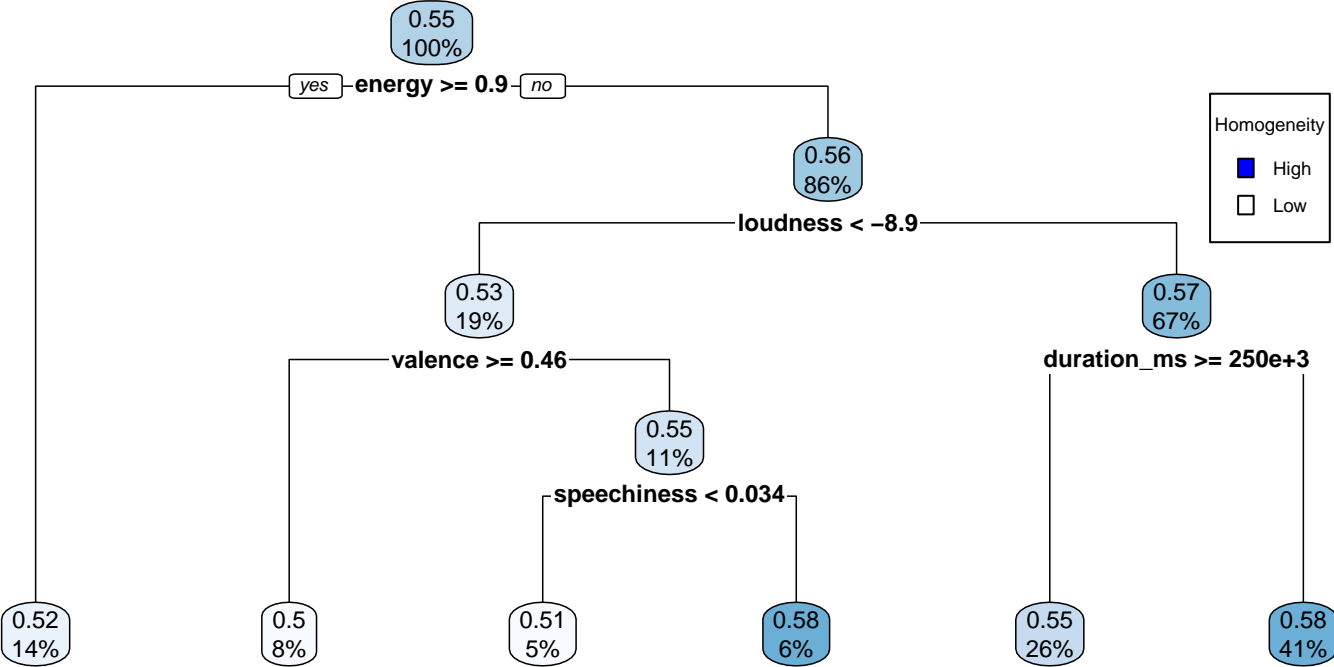 0.55
100%
yes
energy >= 0.9
no
Homogeneity
High
Low
0.56
86%
loudness < −8.9
0.53
19%
0.57
67%
valence >= 0.46
duration_ms >= 250e+3
0.55
11%
speechiness < 0.034
0.52
14%
0.5
8%
0.51
5%
0.58
6%
0.55
26%
0.58
41%